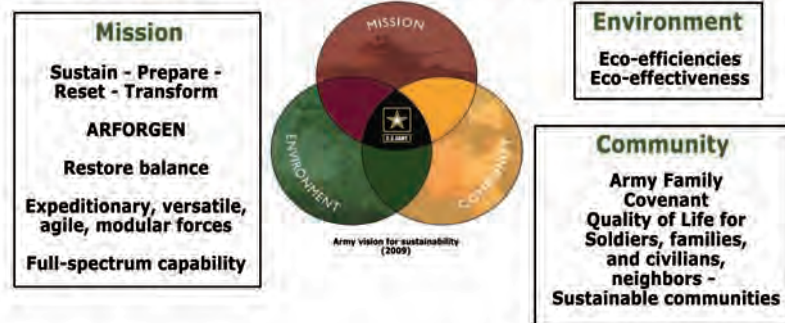 Mission
Sustain - Prepare -
Reset - Transform
ARFORGEN
Restore balance
Expeditionary, versatile,
agile, modular forces
Full-spectrum capability
MISSION
ENVIRONMENT
COMMUNITY
U.S. ARMY
Army vision for sustainability
(2009)
Environment
Eco-efficiencies
Eco-effectiveness
Community
Army Family
Covenant
Quality of Life for
Soldiers, families,
and civilians,
neighbors -
Sustainable communities